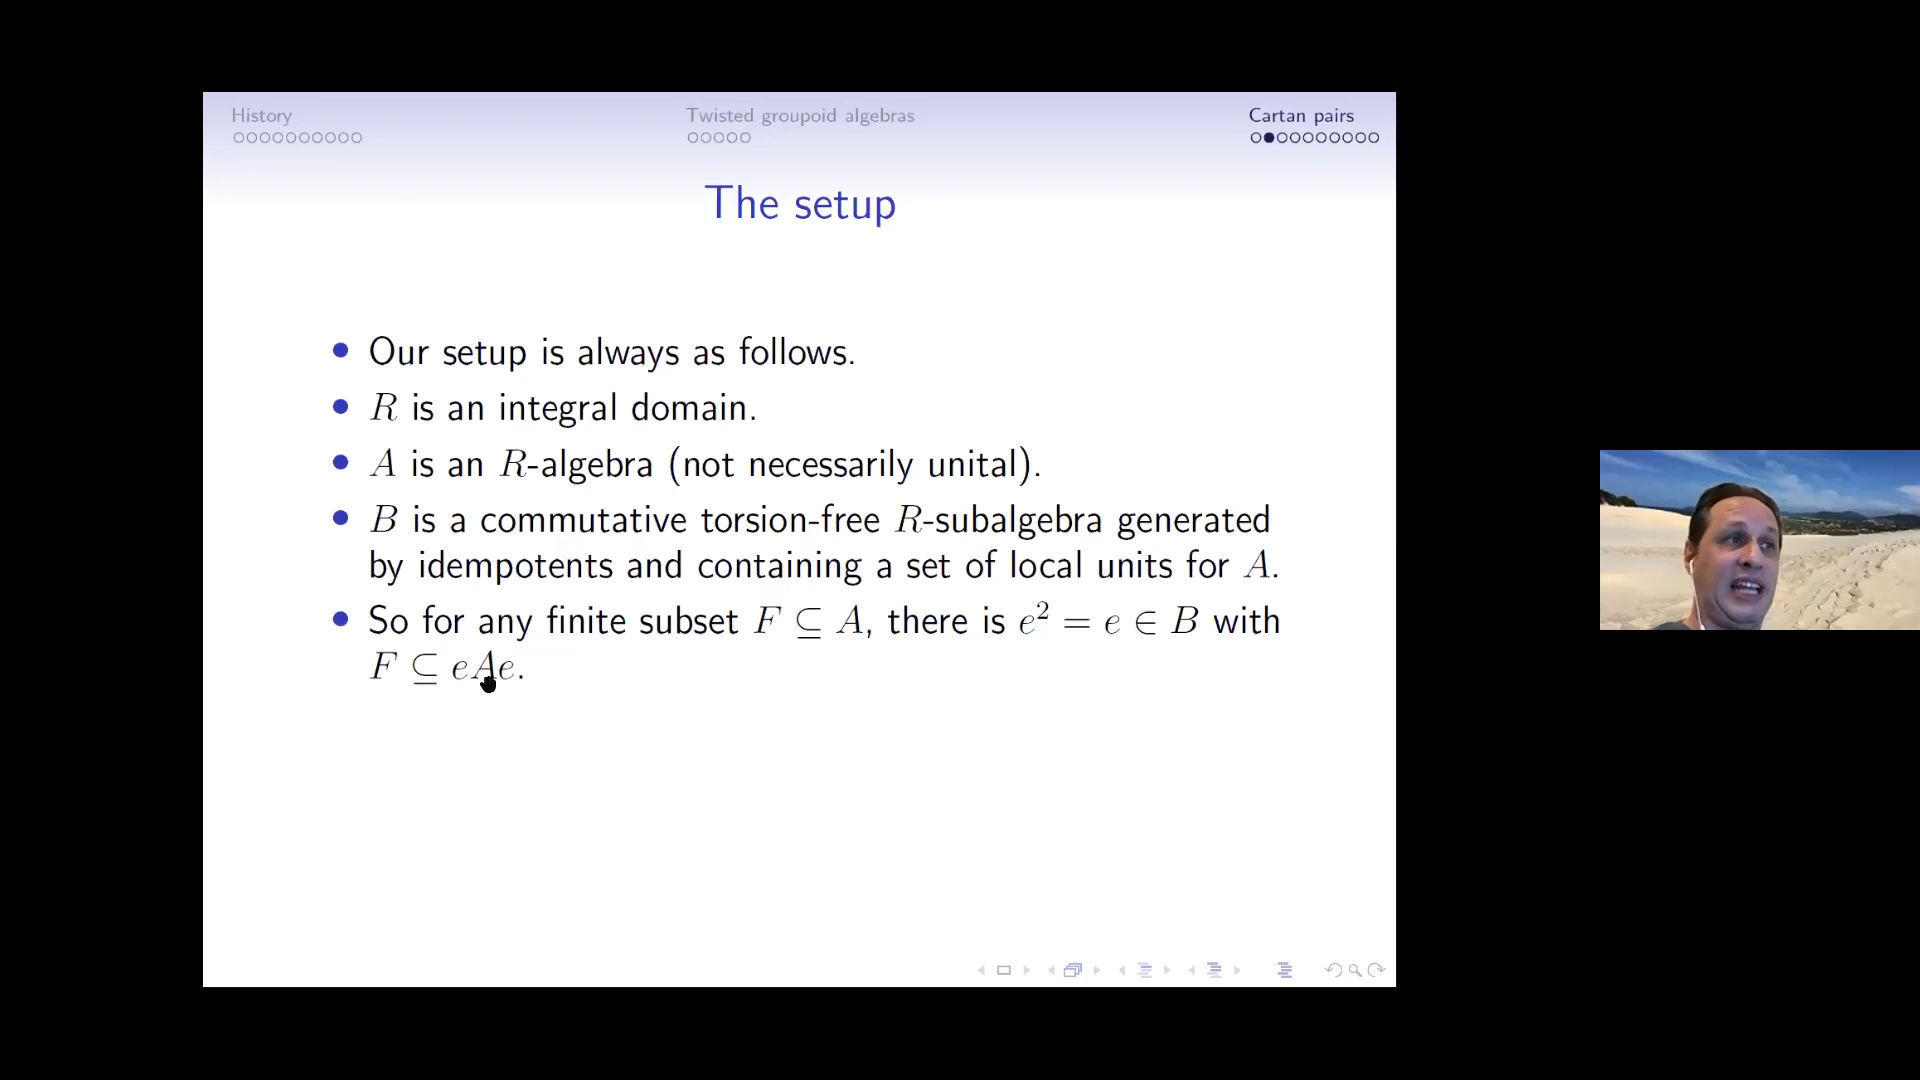 History
Twisted groupoid algebras
Cartan pairs
The setup
• Our setup is always as follows.
• R is an integral domain.
• A is an R-algebra (not necessarily unital).
• B is a commutative torsion-free R-subalgebra generated
by idempotents and containing a set of local units for A.
• So for any finite subset F ⊆ A, there is e² = e ∈ B with
F ⊆ eAe.